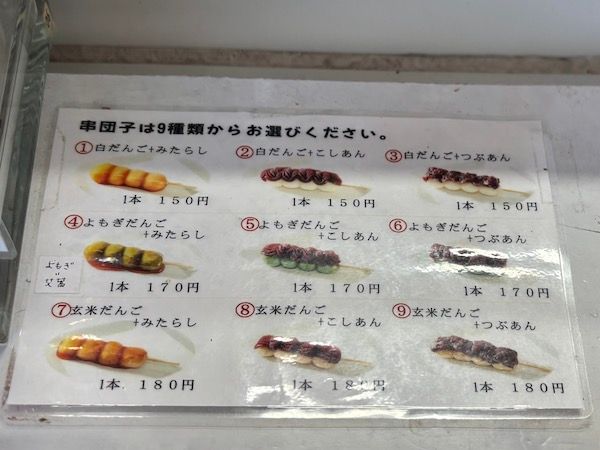 串団子は9種類からお選びください。
①白だんご+みたらし
1本 150円
②白だんご+こしあん
1本 150円
③白だんご+つぶあん
1本 150円
④よもぎだんご
+みたらし
1本 170円
⑤よもぎだんご
+こしあん
1本 170円
⑥よもぎだんご
+つぶあん
1本 170円
よもぎ
⑦玄米だんご
+みたらし
1本 180円
⑧玄米だんご
+こしあん
1本 180円
⑨玄米だんご
+つぶあん
1本 180円